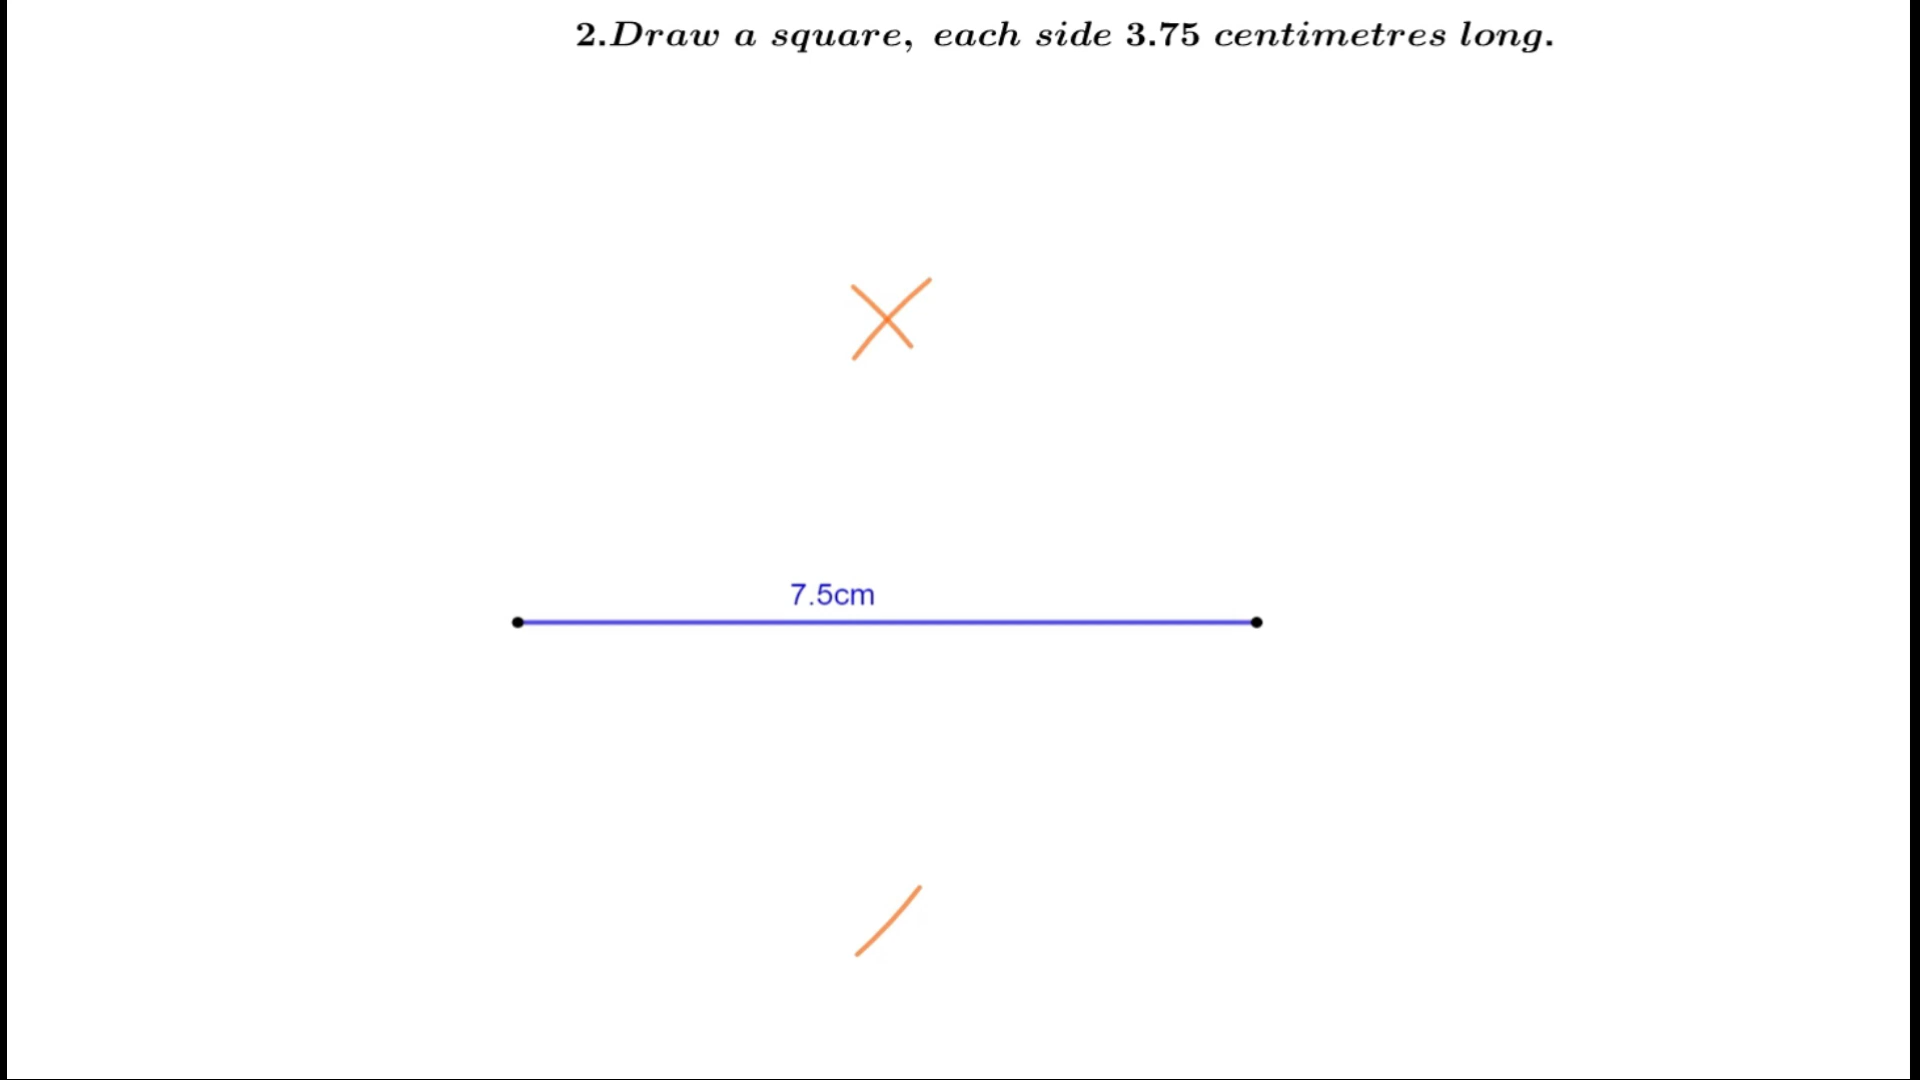 2.Draw a square, each side 3.75 centimetres long.
7.5cm